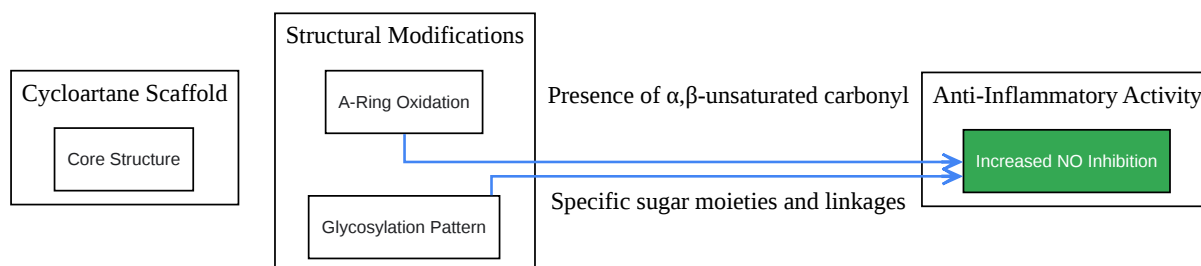 Cycloartane Scaffold
Core Structure
Structural Modifications
A-Ring Oxidation
Glycosylation Pattern
Presence of α,β-unsaturated carbonyl
Specific sugar moieties and linkages
Anti-Inflammatory Activity
Increased NO Inhibition